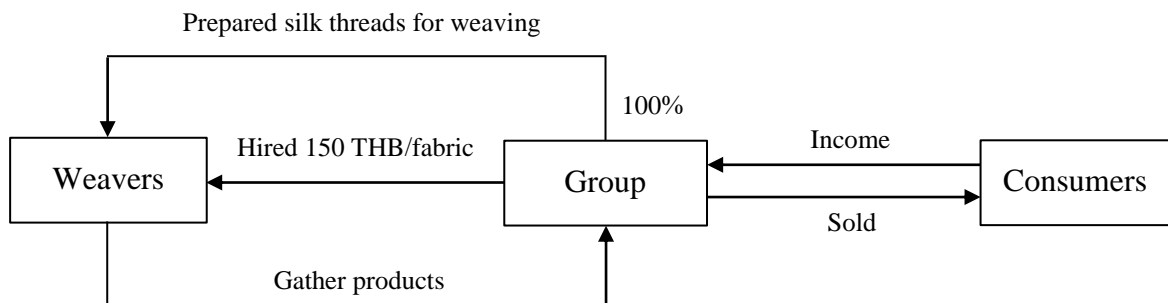 Prepared silk threads for weaving
100%
Hired 150 THB/fabric
Income
Weavers
Group
Consumers
Sold
Gather products